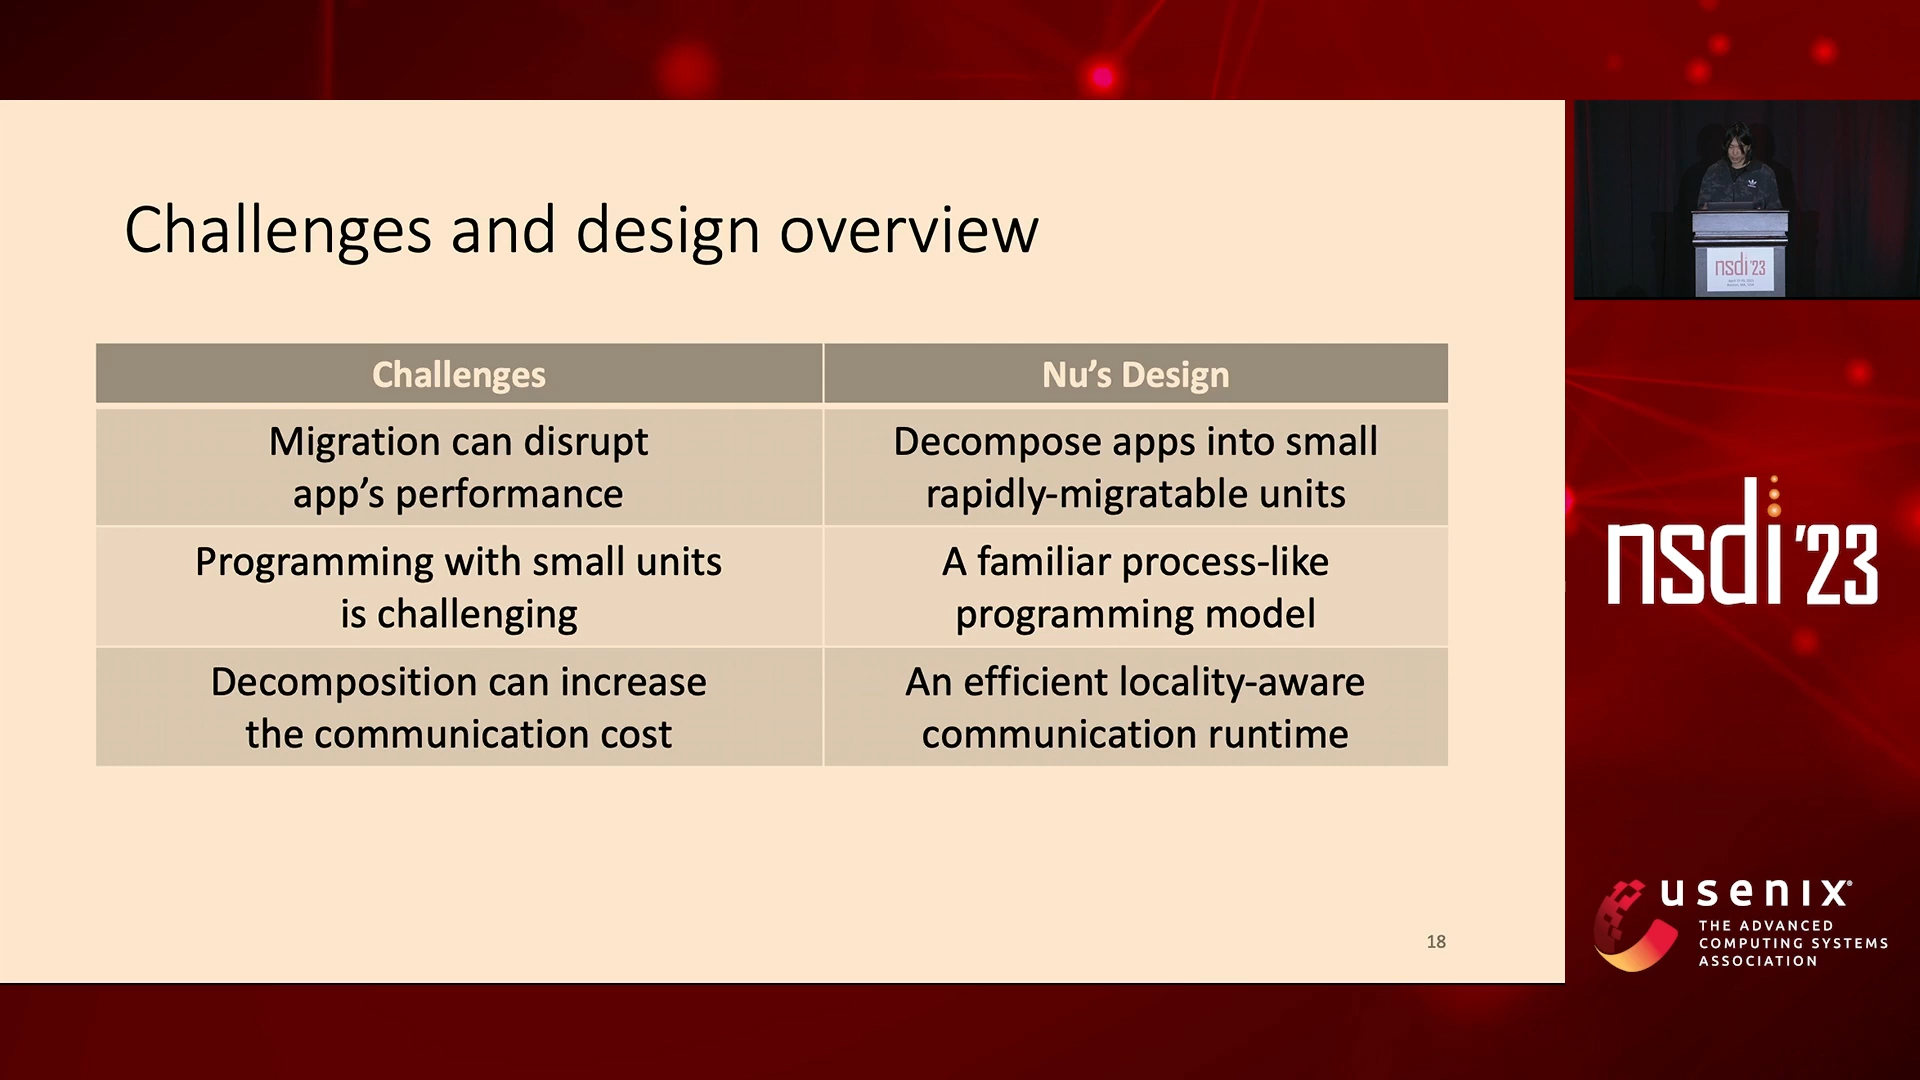 Challenges and design overview
Challenges
Nu's Design
Migration can disrupt
app's performance
Decompose apps into small
rapidly-migratable units
Programming with small units
is challenging
A familiar process-like
programming model
Decomposition can increase
the communication cost
An efficient locality-aware
communication runtime
18
nsdi'23
nsdi'23
usenix®
THE ADVANCED
COMPUTING SYSTEMS
ASSOCIATION